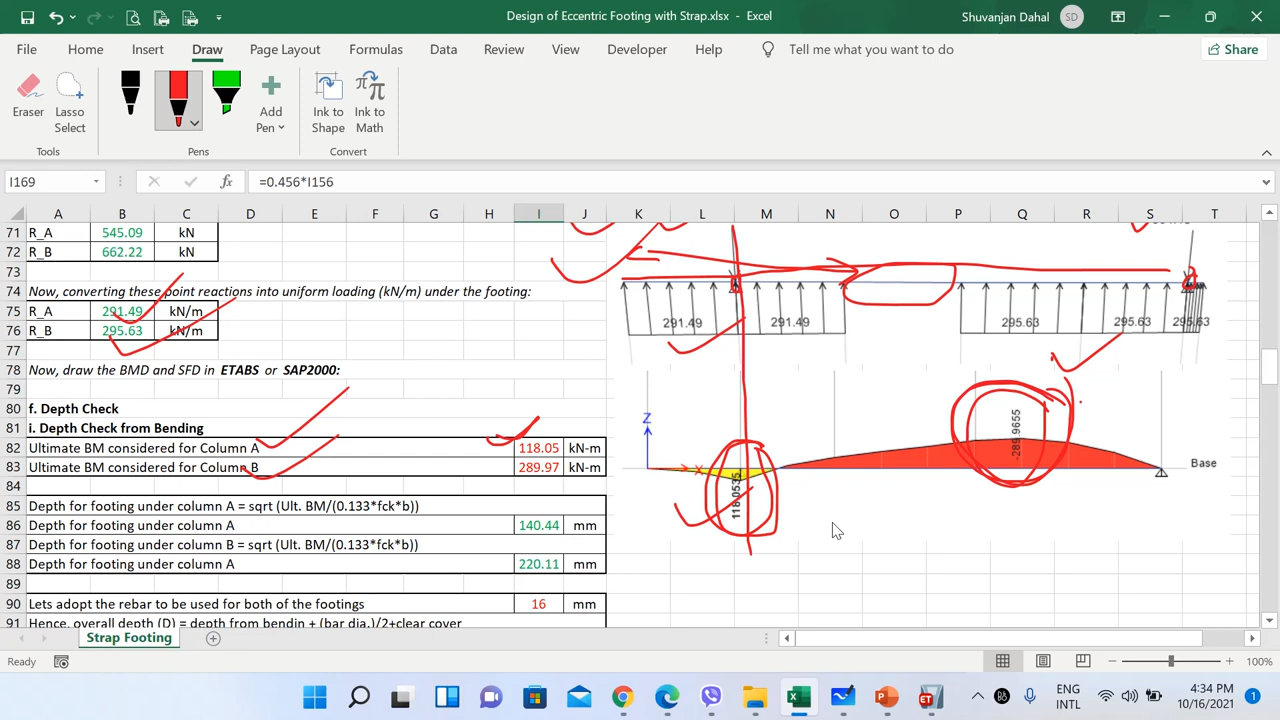 Design of Eccentric Footing with Strap.xlsx - Excel
Shuvanjan Dahal SD
File Home Insert Draw Page Layout Formulas Data Review View Developer Help Tell me what you want to do Share
Eraser Lasso Select Add Pen Ink to Shape Ink to Math
Tools Pens Convert
I169 fx =0.456*I156
A B C D E F G H I J K L M N O P Q R S T
71 R_A 545.09 kN
72 R_B 662.22 kN
73
74 Now, converting these point reactions into uniform loading (kN/m) under the footing:
75 R_A 291.49 kN/m
76 R_B 295.63 kN/m
77
78 Now, draw the BMD and SFD in ETABS or SAP2000:
79
80 f. Depth Check
81 i. Depth Check from Bending
82 Ultimate BM considered for Column A 118.05 kN-m
83 Ultimate BM considered for Column B 289.97 kN-m
84
85 Depth for footing under column A = sqrt (Ult. BM/(0.133*fck*b))
86 Depth for footing under column A 140.44 mm
87 Depth for footing under column B = sqrt (Ult. BM/(0.133*fck*b))
88 Depth for footing under column A 220.11 mm
89
90 Lets adopt the rebar to be used for both of the footings 16 mm
91 Hence, overall depth (D) = depth from bendin + (bar dia.)/2+clear cover
291.49 291.49 295.63 295.63 295.63
Z
X
118.0535
289.9655
Base
Strap Footing
Ready 100%
ENG INTL
4:34 PM
10/16/2021